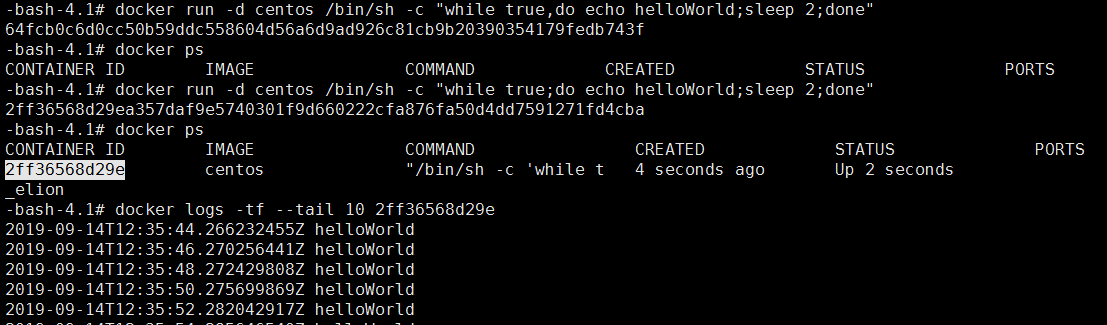 -bash-4.1# docker run -d centos /bin/sh -c "while true,do echo helloWorld;sleep 2;done"
64fcb0c6d0cc50b59ddc558604d56a6d9ad926c81cb9b20390354179fedb743f
-bash-4.1# docker ps
CONTAINER ID        IMAGE               COMMAND             CREATED             STATUS              PORTS
-bash-4.1# docker run -d centos /bin/sh -c "while true;do echo helloWorld;sleep 2;done"
2ff36568d29ea357daf9e5740301f9d660222cfa876fa50d4dd7591271fd4cba
-bash-4.1# docker ps
CONTAINER ID        IMAGE               COMMAND                CREATED             STATUS              PORTS
2ff36568d29e        centos              "/bin/sh -c 'while t   4 seconds ago       Up 2 seconds
_elion
-bash-4.1# docker logs -tf --tail 10 2ff36568d29e
2019-09-14T12:35:44.266232455Z helloWorld
2019-09-14T12:35:46.270256441Z helloWorld
2019-09-14T12:35:48.272429808Z helloWorld
2019-09-14T12:35:50.275699869Z helloWorld
2019-09-14T12:35:52.282042917Z helloWorld